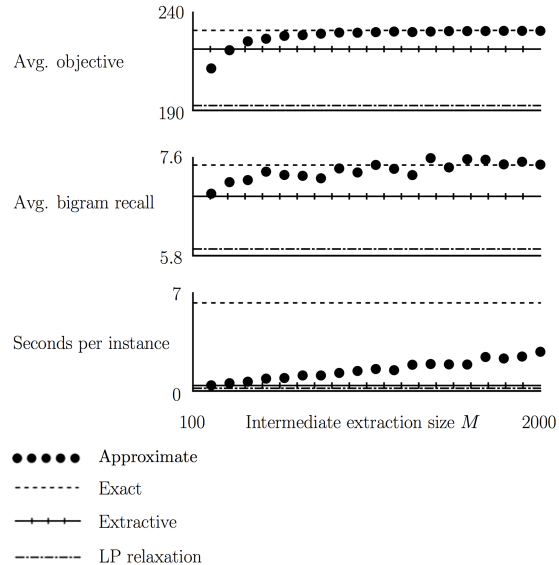 240
Avg. objective
190
7.6
Avg. bigram recall
5.8
7
Seconds per instance
0
100 Intermediate extraction size M 2000
Approximate
Exact
Extractive
LP relaxation